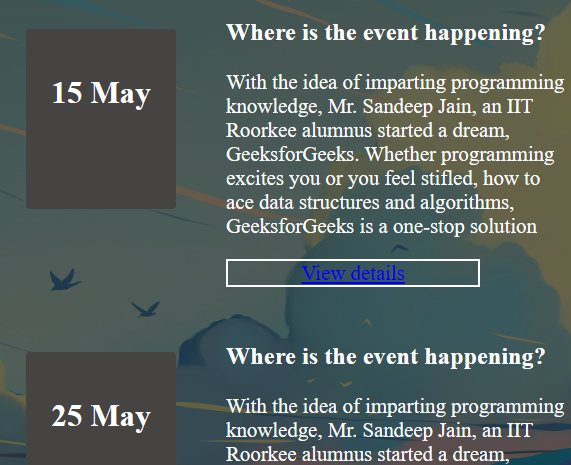 Where is the event happening?
15 May
With the idea of imparting programming
knowledge, Mr. Sandeep Jain, an IIT
Roorkee alumnus started a dream,
GeeksforGeeks. Whether programming
excites you or you feel stifled, how to
ace data structures and algorithms,
GeeksforGeeks is a one-stop solution
View details
Where is the event happening?
25 May
With the idea of imparting programming
knowledge, Mr. Sandeep Jain, an IIT
Roorkee alumnus started a dream,